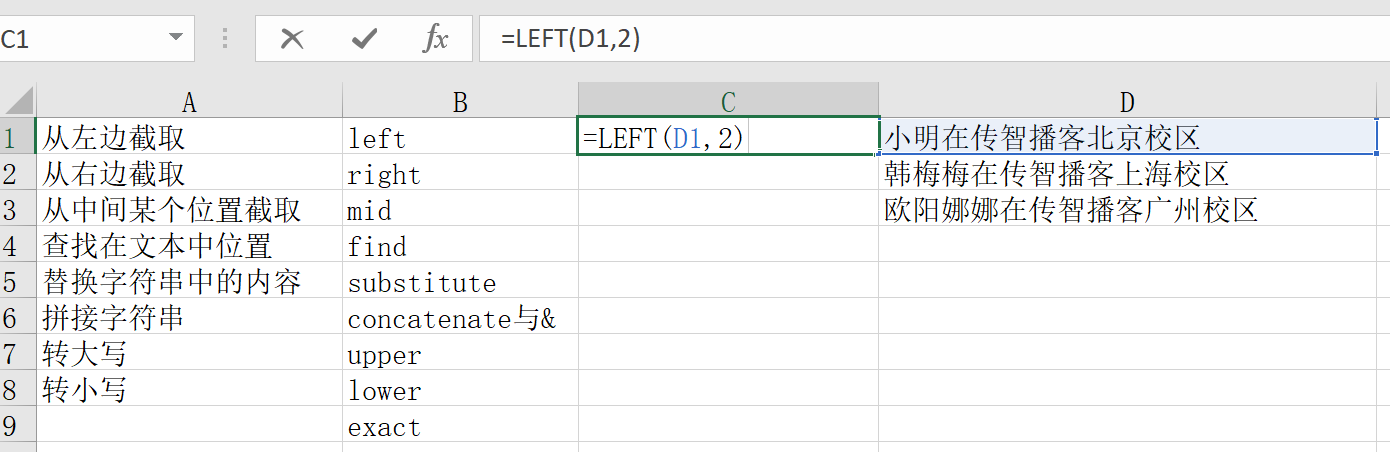 C1 fx =LEFT(D1,2)
A B C D
1 从左边截取 left =LEFT(D1,2) 小明在传智播客北京校区
2 从右边截取 right 韩梅梅在传智播客上海校区
3 从中间某个位置截取 mid 欧阳娜娜在传智播客广州校区
4 查找在文本中位置 find
5 替换字符串中的内容 substitute
6 拼接字符串 concatenate与&
7 转大写 upper
8 转小写 lower
9 exact